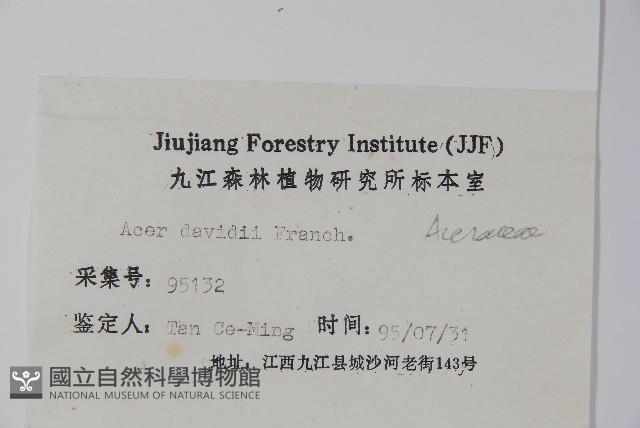 Jiujiang Forestry Institute (JJF)
九江森林植物研究所标本室
Acer davidii Franch. Aceraceae
采集号: 95132
鉴定人: Tan Ce-Ming 时间: 95/07/31
地址: 江西九江县城沙河老街143号
國立自然科學博物館
NATIONAL MUSEUM OF NATURAL SCIENCE